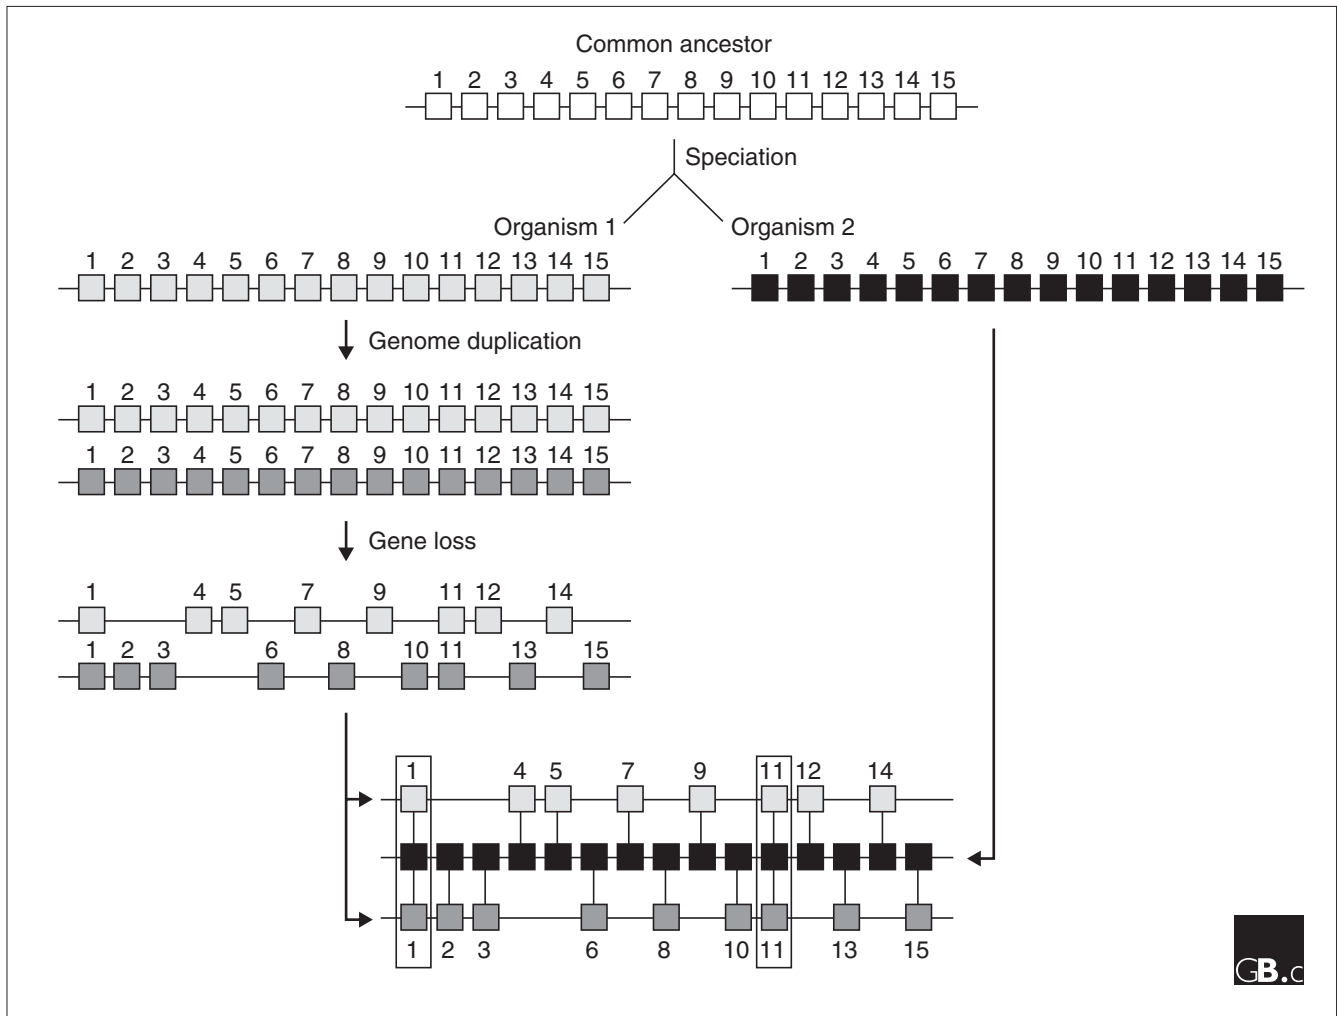 Common ancestor
1 2 3 4 5 6 7 8 9 10 11 12 13 14 15
Speciation
Organism 1
Organism 2
1 2 3 4 5 6 7 8 9 10 11 12 13 14 15
1 2 3 4 5 6 7 8 9 10 11 12 13 14 15
Genome duplication
1 2 3 4 5 6 7 8 9 10 11 12 13 14 15
1 2 3 4 5 6 7 8 9 10 11 12 13 14 15
Gene loss
1 4 5 7 9 11 12 14
1 2 3 6 8 10 11 13 15
1 4 5 7 9 11 12 14
1 2 3 6 8 10 11 13 15
GB.c